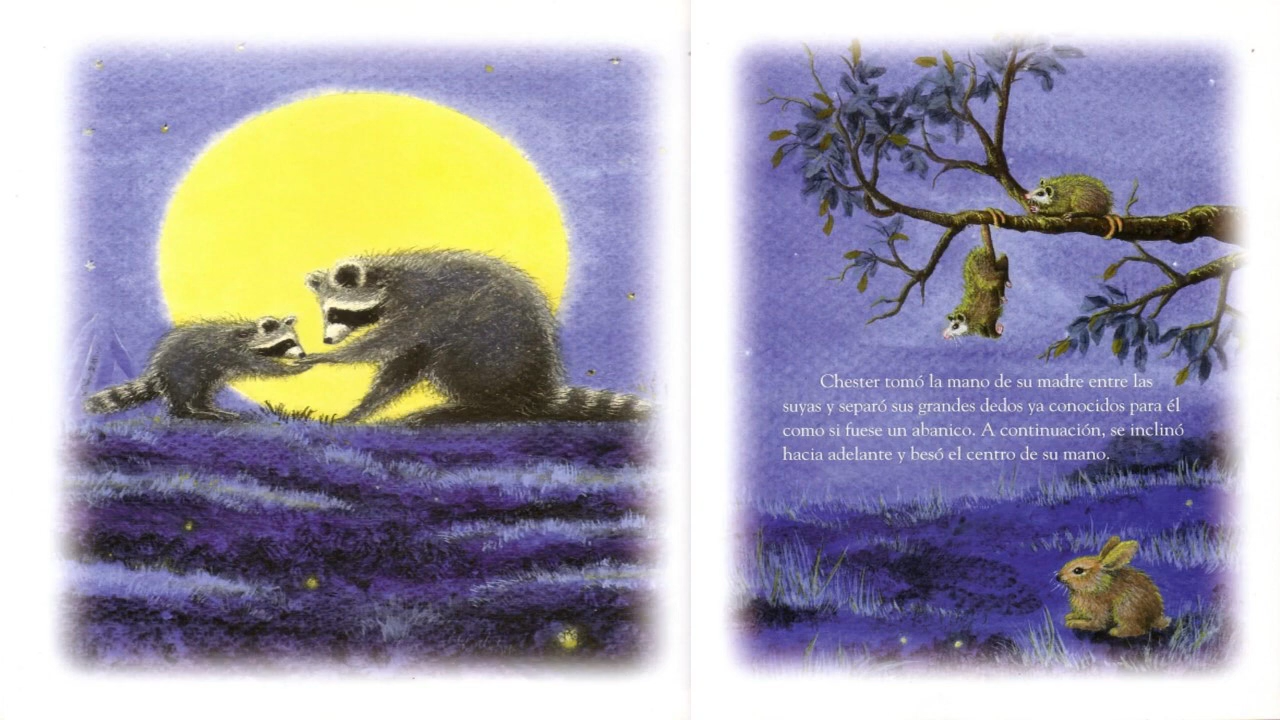 Chester tomó la mano de su madre entre las
suyas y separó sus grandes dedos ya conocidos para él
como si fuese un abanico. A continuación, se inclinó
hacia adelante y besó el centro de su mano.